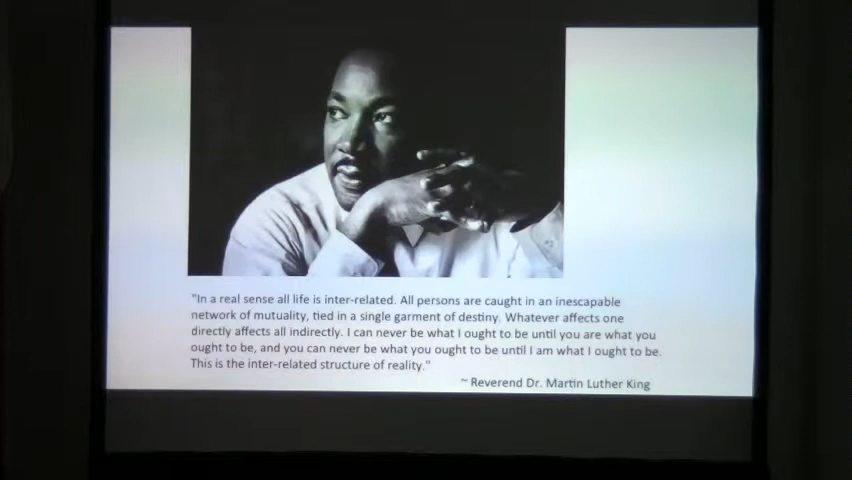 "In a real sense all life is inter-related. All persons are caught in an inescapable
network of mutuality, tied in a single garment of destiny. Whatever affects one
directly affects all indirectly. I can never be what I ought to be until you are what you
ought to be, and you can never be what you ought to be until I am what I ought to be.
This is the inter-related structure of reality."
~ Reverend Dr. Martin Luther King